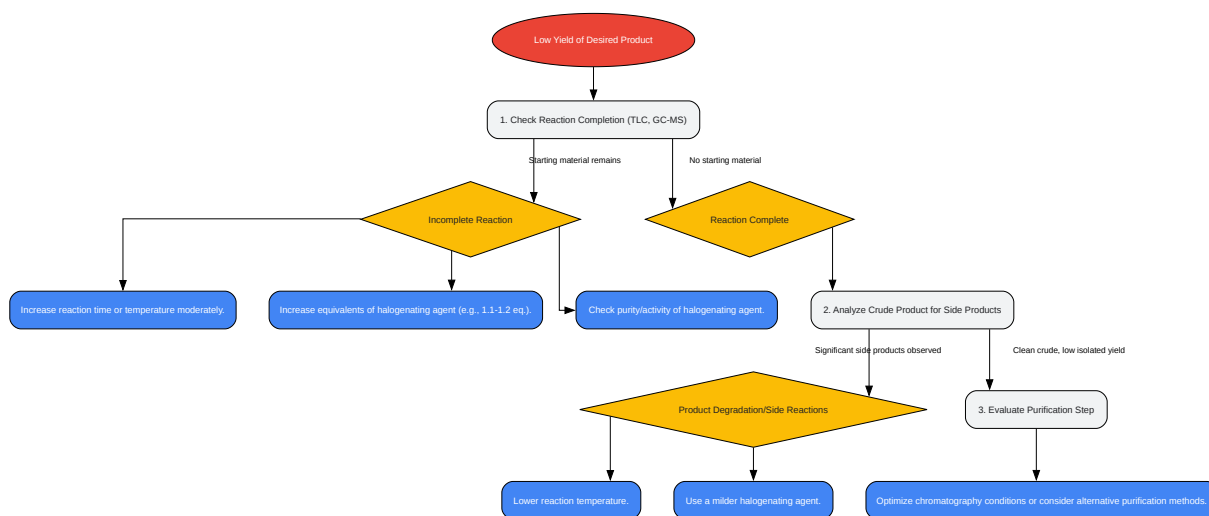 Low Yield of Desired Product
1. Check Reaction Completion (TLC, GC-MS)
Starting material remains
No starting material
Incomplete Reaction
Reaction Complete
Increase reaction time or temperature moderately.
Increase equivalents of halogenating agent (e.g., 1.1-1.2 eq.).
Check purity/activity of halogenating agent.
2. Analyze Crude Product for Side Products
Significant side products observed
Clean crude, low isolated yield
Product Degradation/Side Reactions
3. Evaluate Purification Step
Lower reaction temperature.
Use a milder halogenating agent.
Optimize chromatography conditions or consider alternative purification methods.